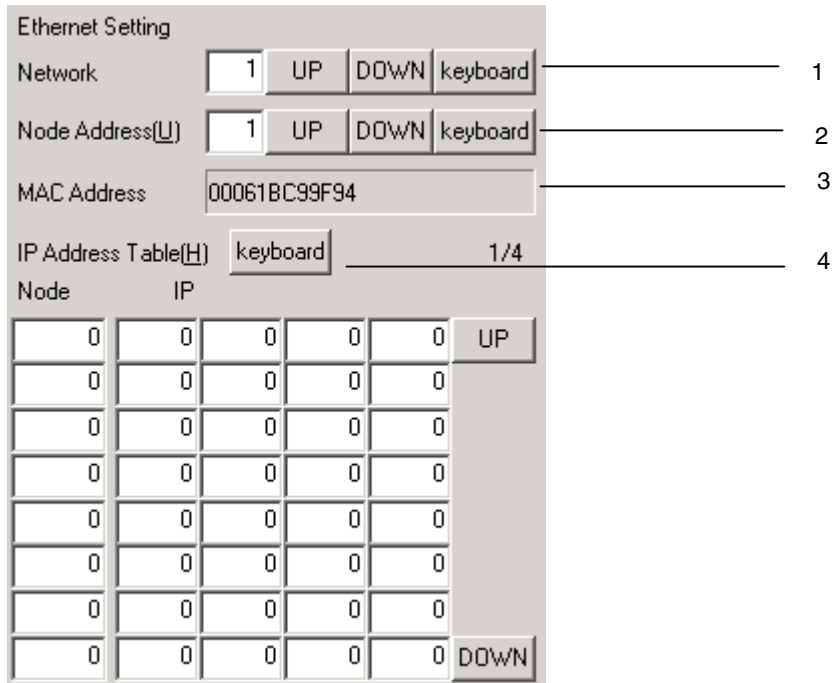 Ethernet Setting
Network 1 UP DOWN keyboard 1
Node Address(U) 1 UP DOWN keyboard 2
MAC Address 00061BC99F94 3
IP Address Table(H) keyboard 1/4 4
Node IP
0 0 0 0 0 UP
0 0 0 0 0
0 0 0 0 0
0 0 0 0 0
0 0 0 0 0
0 0 0 0 0
0 0 0 0 0
0 0 0 0 0 DOWN